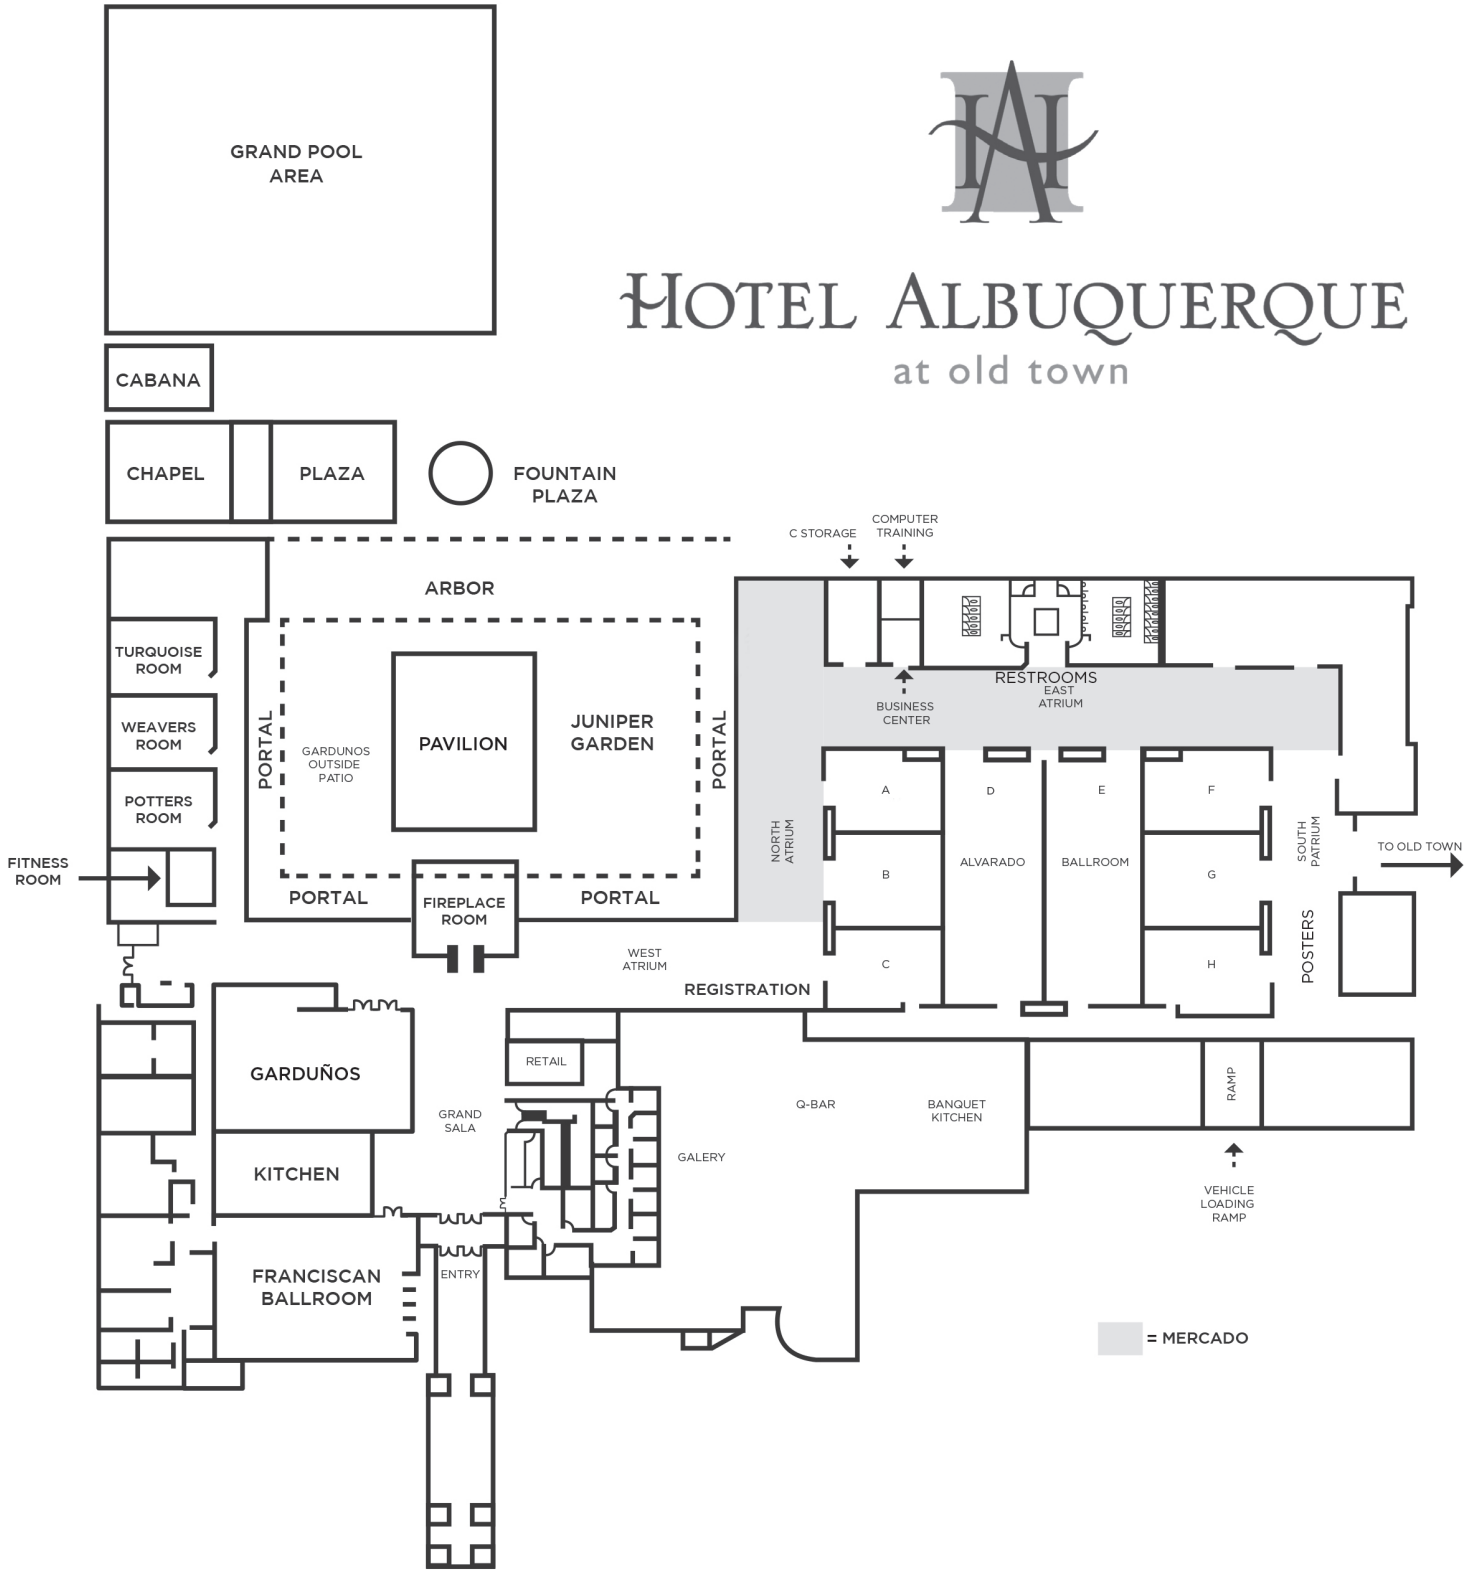 GRAND POOL
AREA
HOTEL ALBUQUERQUE
at old town
CABANA
CHAPEL
PLAZA
FOUNTAIN
PLAZA
C STORAGE
COMPUTER
TRAINING
ARBOR
TURQUOISE
ROOM
WEAVERS
ROOM
POTTERS
ROOM
FITNESS
ROOM
PORTAL
GARDUNOS
OUTSIDE
PATIO
PAVILION
JUNIPER
GARDEN
PORTAL
PORTAL
PORTAL
FIREPLACE
ROOM
RESTROOMS
EAST
ATRIUM
BUSINESS
CENTER
NORTH
ATRIUM
A
B
C
D
E
F
G
H
ALVARADO
BALLROOM
SOUTH
PATRIUM
TO OLD TOWN
POSTERS
WEST
ATRIUM
REGISTRATION
GARDUÑOS
RETAIL
GRAND
SALA
KITCHEN
GALERY
Q-BAR
BANQUET
KITCHEN
RAMP
VEHICLE
LOADING
RAMP
FRANCISCAN
BALLROOM
ENTRY
= MERCADO